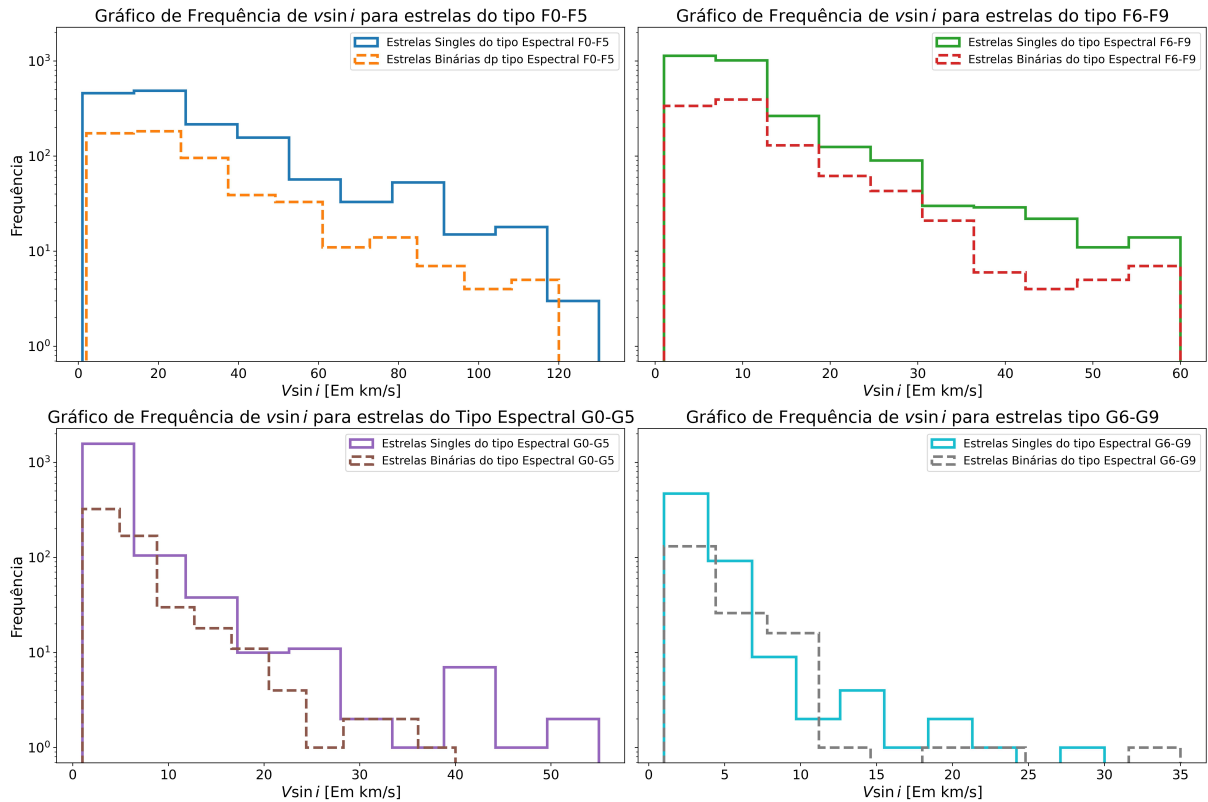 Gráfico de Frequência de vsin i para estrelas do tipo F0-F5
Estrelas Singles do tipo Espectral F0-F5
Estrelas Binárias dp tipo Espectral F0-F5
Frequência
10³
10²
10¹
10⁰
0 20 40 60 80 100 120
Vsin i [Em km/s]
Gráfico de Frequência de vsin i para estrelas do tipo F6-F9
Estrelas Singles do tipo Espectral F6-F9
Estrelas Binárias do tipo Espectral F6-F9
0 10 20 30 40 50 60
Vsin i [Em km/s]
Gráfico de Frequência de vsin i para estrelas do Tipo Espectral G0-G5
Estrelas Singles do tipo Espectral G0-G5
Estrelas Binárias do tipo Espectral G0-G5
Frequência
10³
10²
10¹
10⁰
0 10 20 30 40 50
Vsin i [Em km/s]
Gráfico de Frequência de vsin i para estrelas tipo G6-G9
Estrelas Singles do tipo Espectral G6-G9
Estrelas Binárias do tipo Espectral G6-G9
0 5 10 15 20 25 30 35
Vsin i [Em km/s]